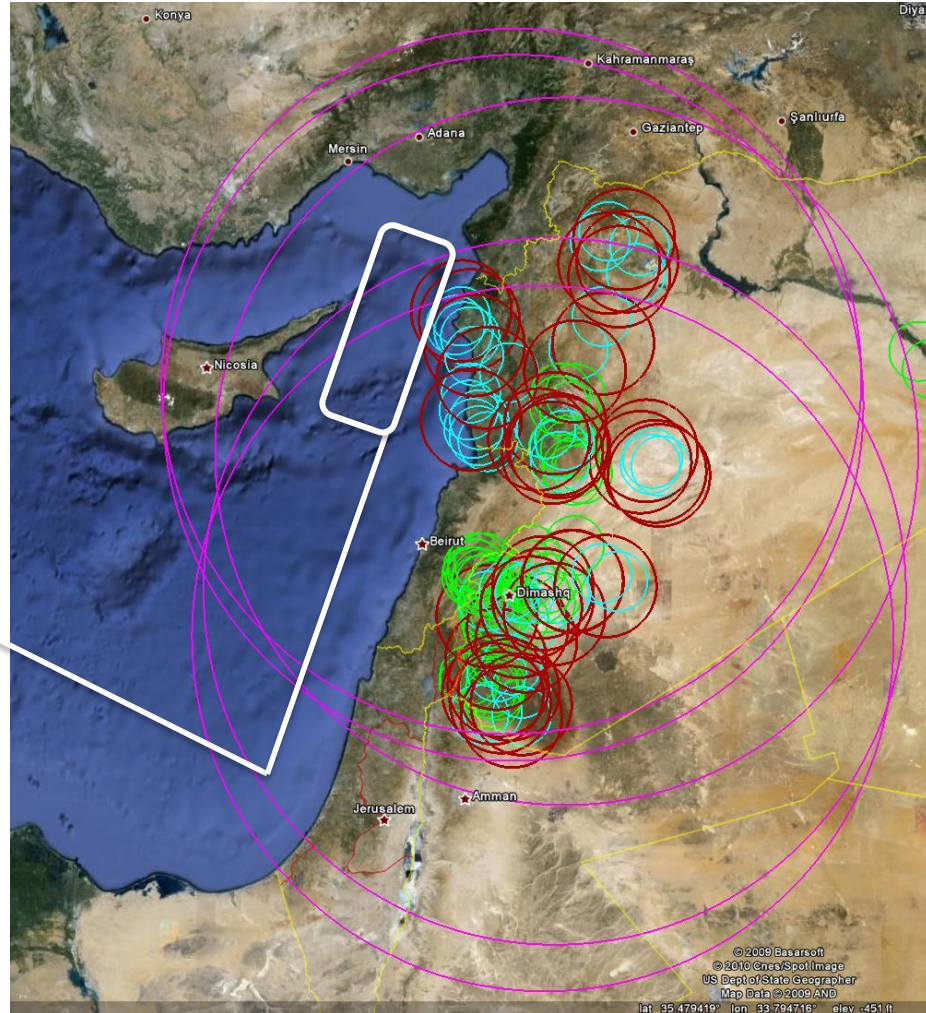 Konya
Diya
Kahramanmaraş
Şanlıurfa
Gaziantep
Adana
Mersin
Nicosia
Beirut
Dimashq
Amman
Jerusalem
© 2009 Basarsoft
© 2010 Cnes/Spot Image
US Dept of State Geographer
Map Data © 2009 AND
lat 35.479419° lon 33.794716° elev -451 ft